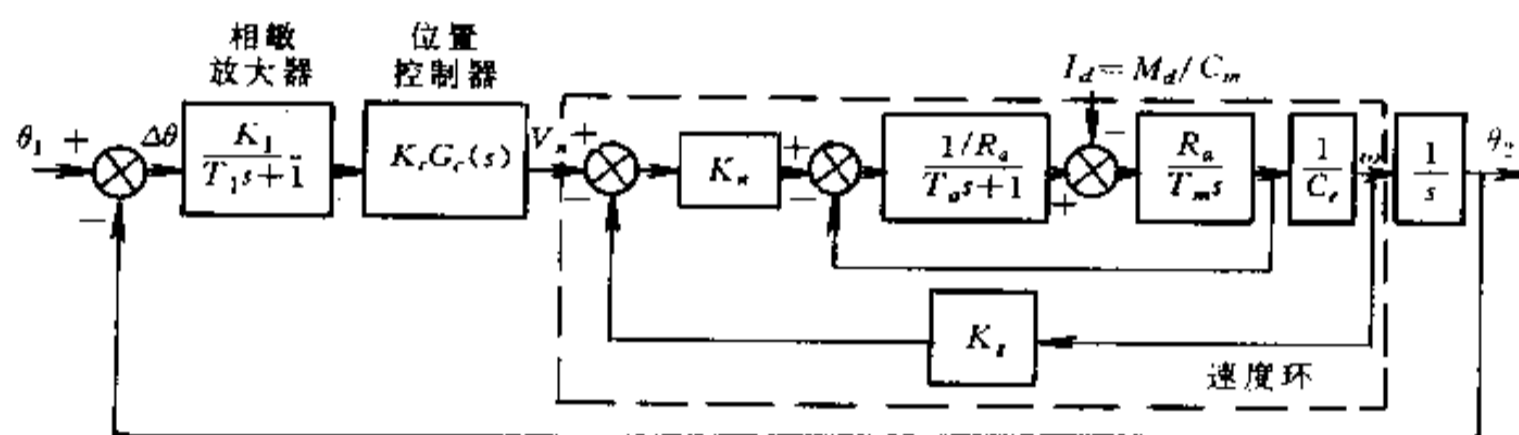 相敏
放大器
位置
控制器
I_d=M_d/C_m
θ_1 +
Δθ
K_1
T_1s+1
K_cG_c(s)
V_n +
−
K_n
+
−
1/R_a
T_as+1
−
+
R_a
T_ms
1
C_e
ω
1
s
θ_2
−
K_t
速度环